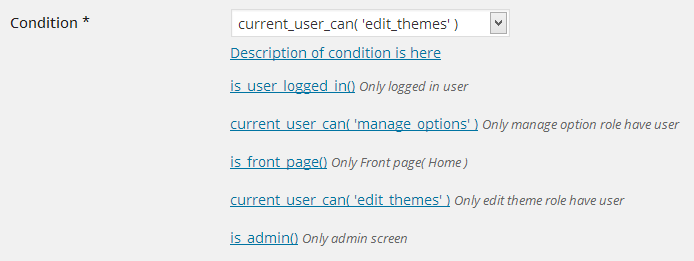 Condition * current_user_can( 'edit_themes' )
Description of condition is here
is_user_logged_in() Only logged in user
current_user_can( 'manage_options' ) Only manage option role have user
is_front_page() Only Front page( Home )
current_user_can( 'edit_themes' ) Only edit theme role have user
is_admin() Only admin screen